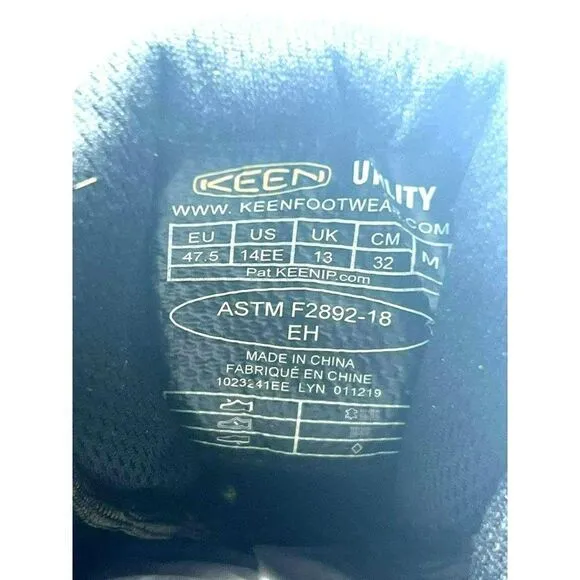 KEEN UTILITY
WWW. KEENFOOTWEAR.COM
EU US UK CM M
47.5 14EE 13 32
Pat.KEENIP.com
ASTM F2892-18
EH
MADE IN CHINA
FABRIQUÉ EN CHINE
1023241EE LYN 011219